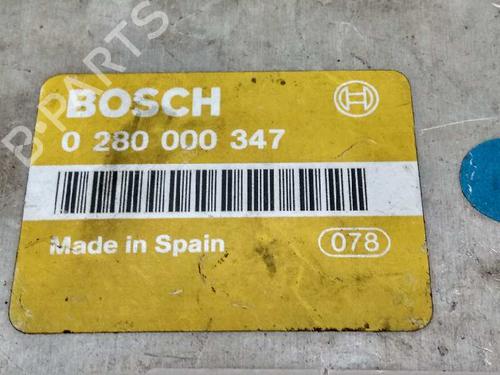 B-PARTS
BOSCH
0 280 000 347
Made in Spain
078